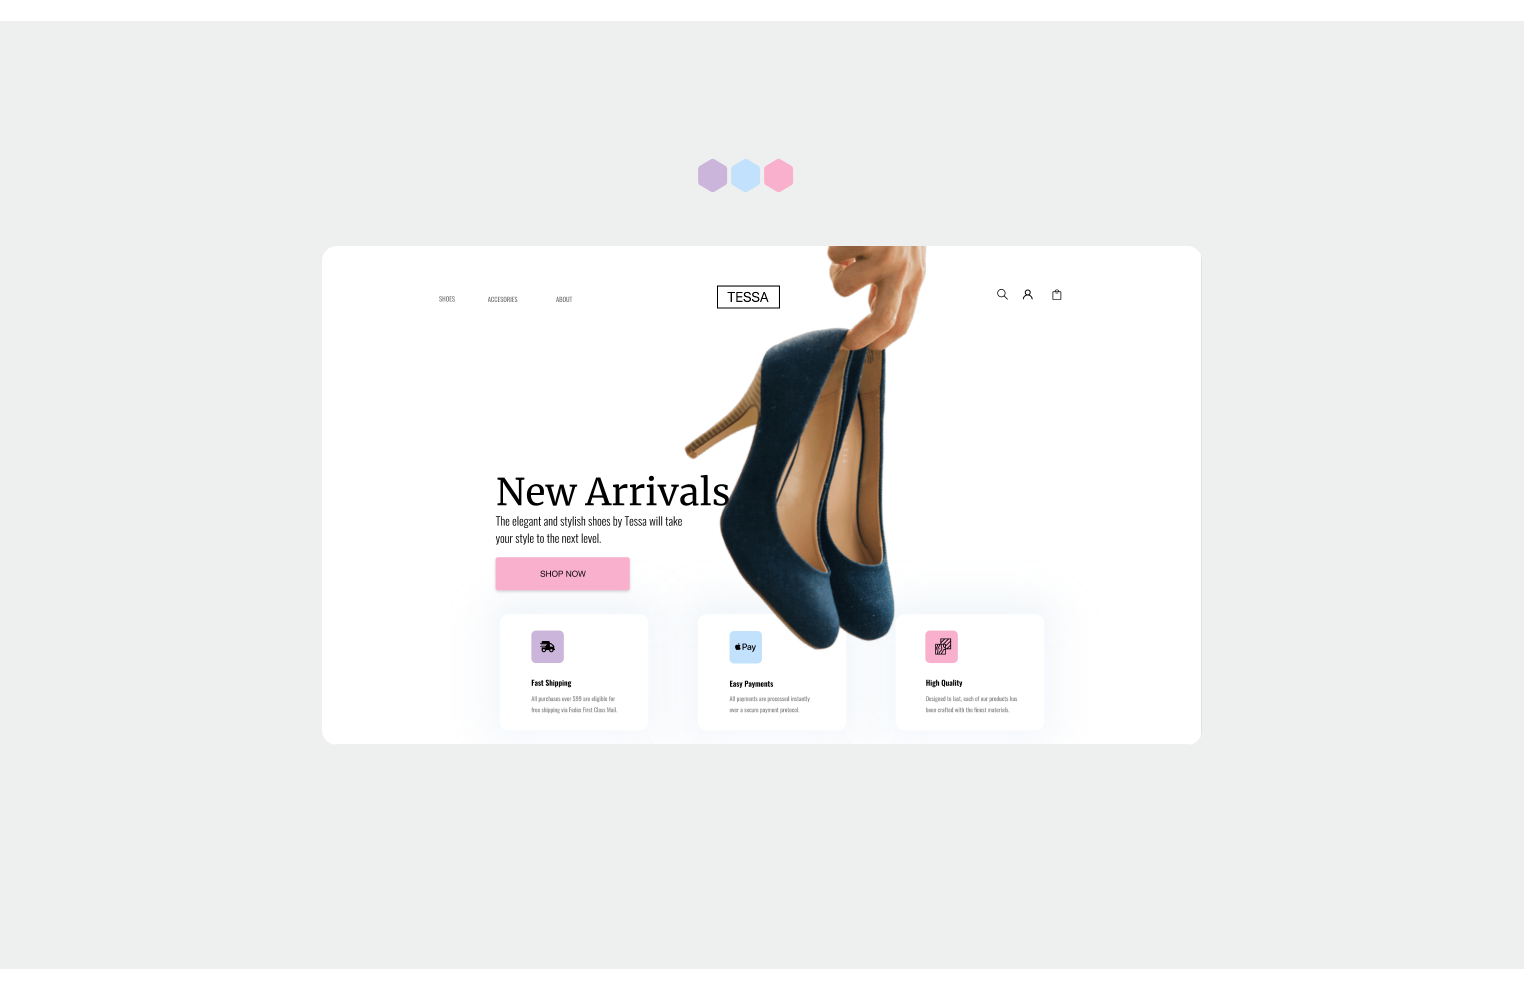 SHOES
ACCESORIES
ABOUT
TESSA
New Arrivals
The elegant and stylish shoes by Tessa will take
your style to the next level.
SHOP NOW
Fast Shipping
All purchases over $99 are eligible for
free shipping via Fedex First Class Mail.
Pay
Easy Payments
All payments are processed instantly
over a secure payment protocol.
High Quality
Designed to last, each of our products has
been crafted with the finest materials.